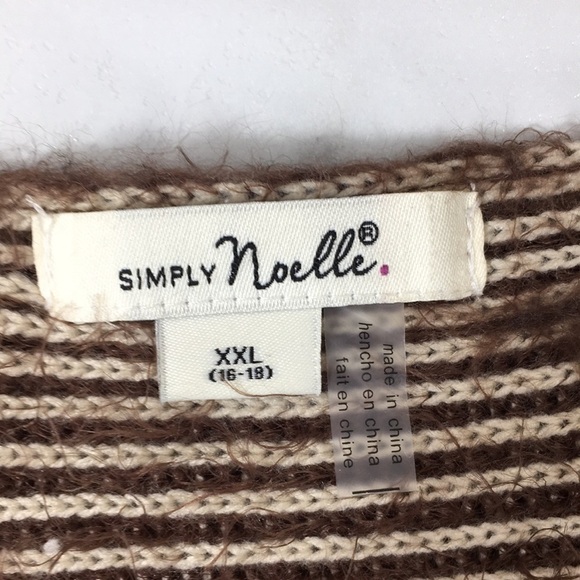 SIMPLY Noelle®.
XXL
(16-18)
made in china
hencho en china
fait en chine